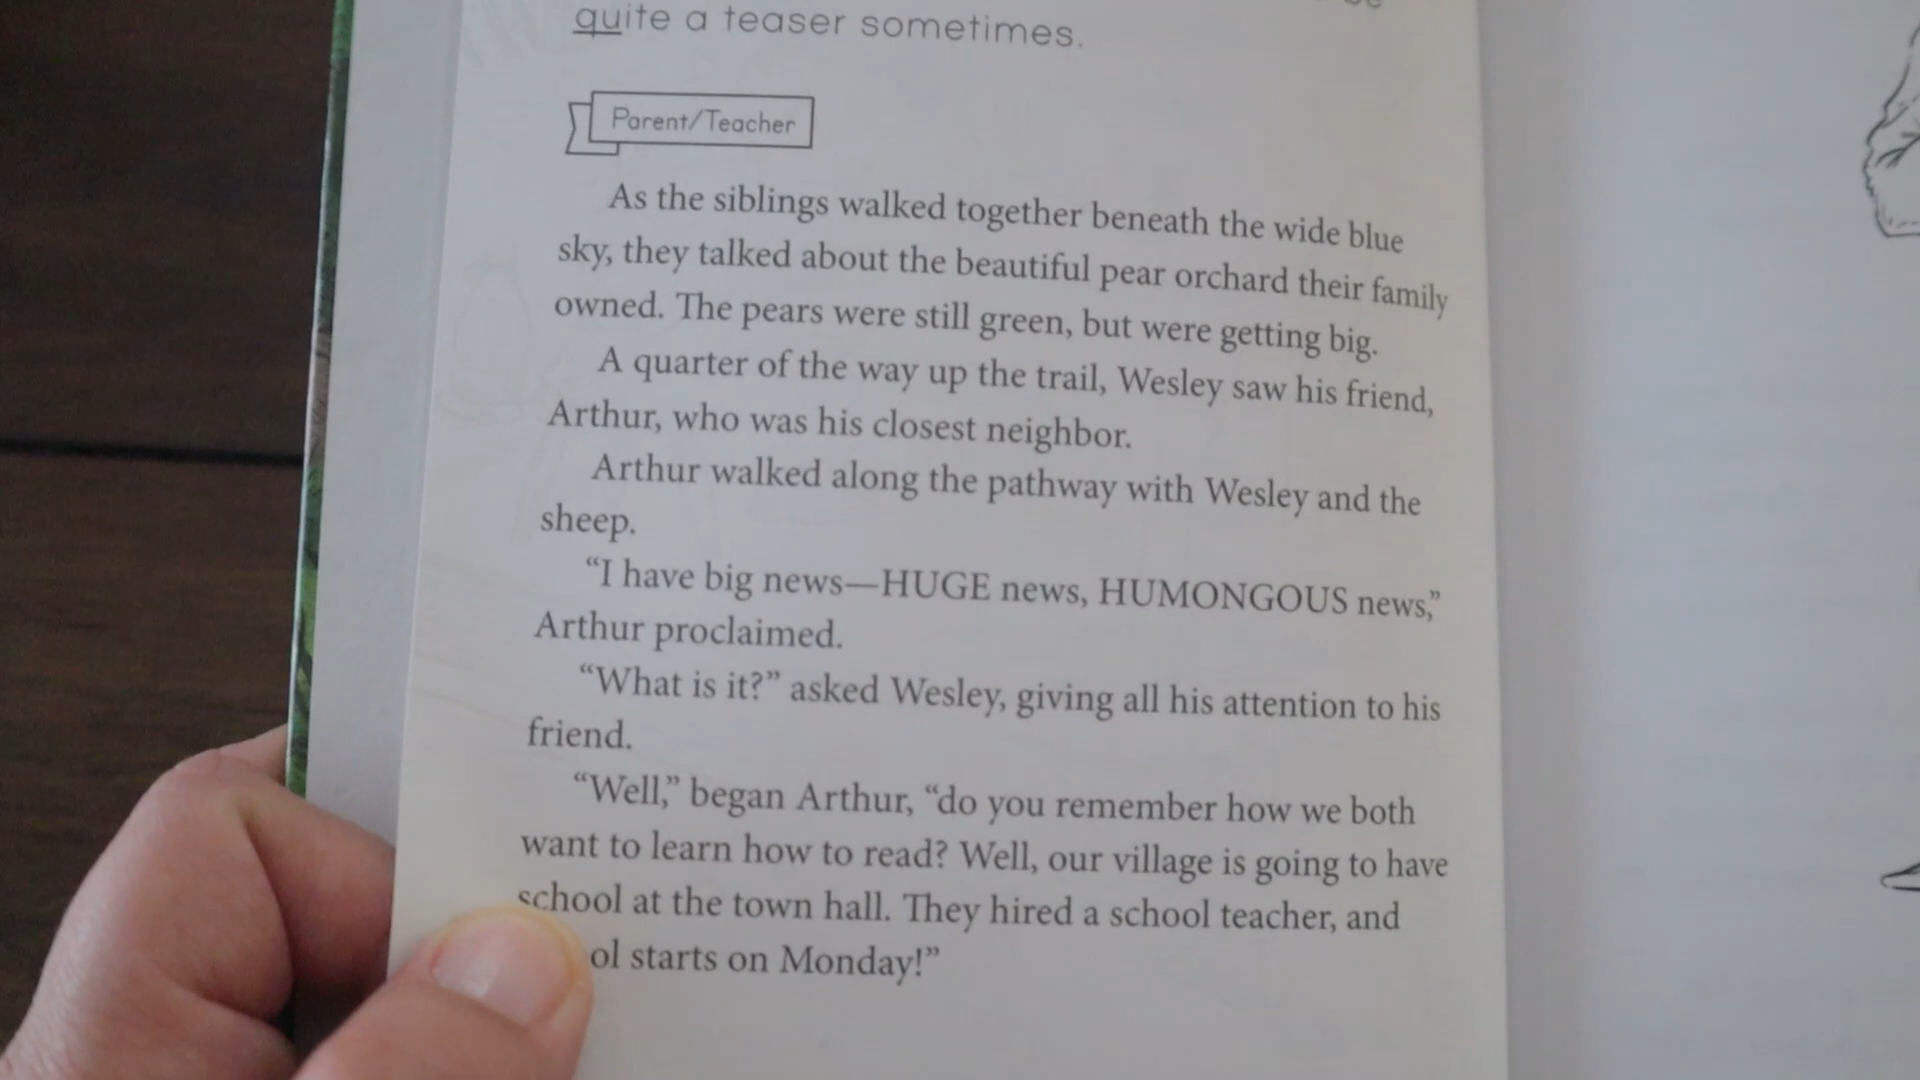 quite a teaser sometimes.
Parent/Teacher
As the siblings walked together beneath the wide blue
sky, they talked about the beautiful pear orchard their family
owned. The pears were still green, but were getting big.
A quarter of the way up the trail, Wesley saw his friend,
Arthur, who was his closest neighbor.
Arthur walked along the pathway with Wesley and the
sheep.
“I have big news—HUGE news, HUMONGOUS news,”
Arthur proclaimed.
“What is it?” asked Wesley, giving all his attention to his
friend.
“Well,” began Arthur, “do you remember how we both
want to learn how to read? Well, our village is going to have
school at the town hall. They hired a school teacher, and
ol starts on Monday!”